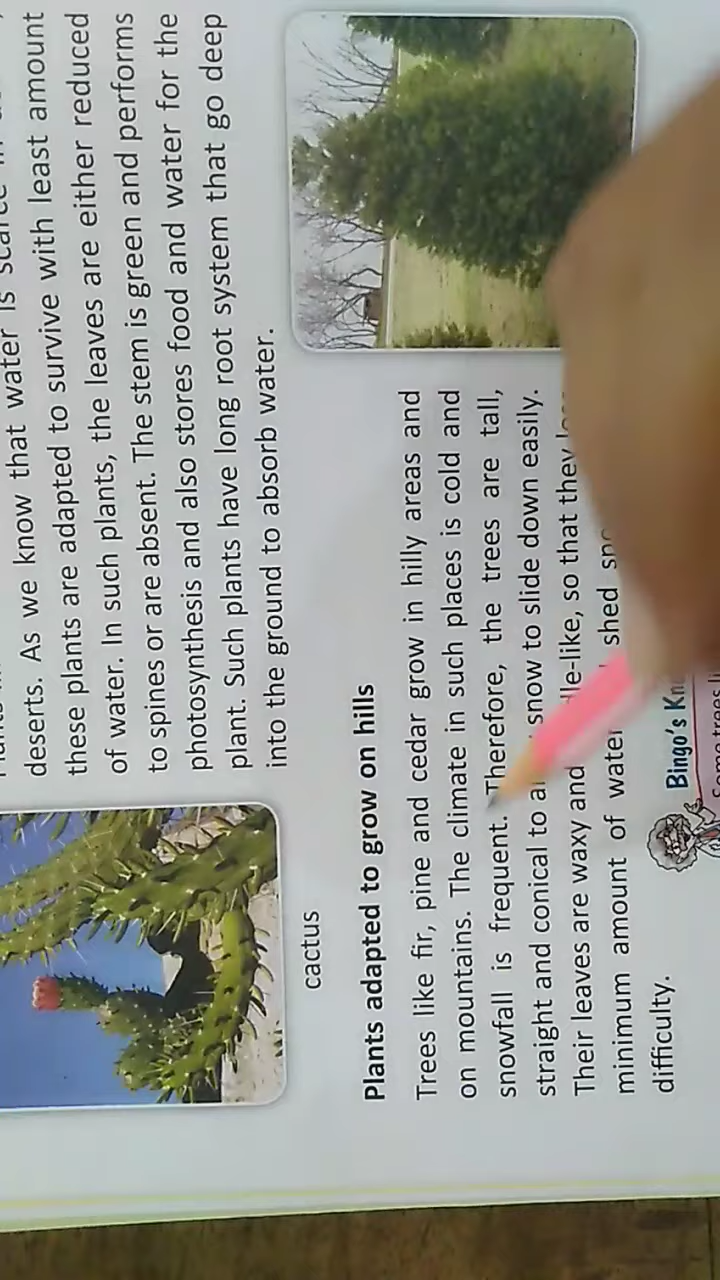 deserts. As we know that water is scarce
these plants are adapted to survive with least amount
of water. In such plants, the leaves are either reduced
to spines or are absent. The stem is green and performs
photosynthesis and also stores food and water for the
plant. Such plants have long root system that go deep
into the ground to absorb water.
cactus
Plants adapted to grow on hills
Trees like fir, pine and cedar grow in hilly areas and
on mountains. The climate in such places is cold and
snowfall is frequent. Therefore, the trees are tall,
straight and conical to snow to slide down easily.
Their leaves are waxy and so that they
minimum amount of water shed
difficulty.
Bingo's
Some trees